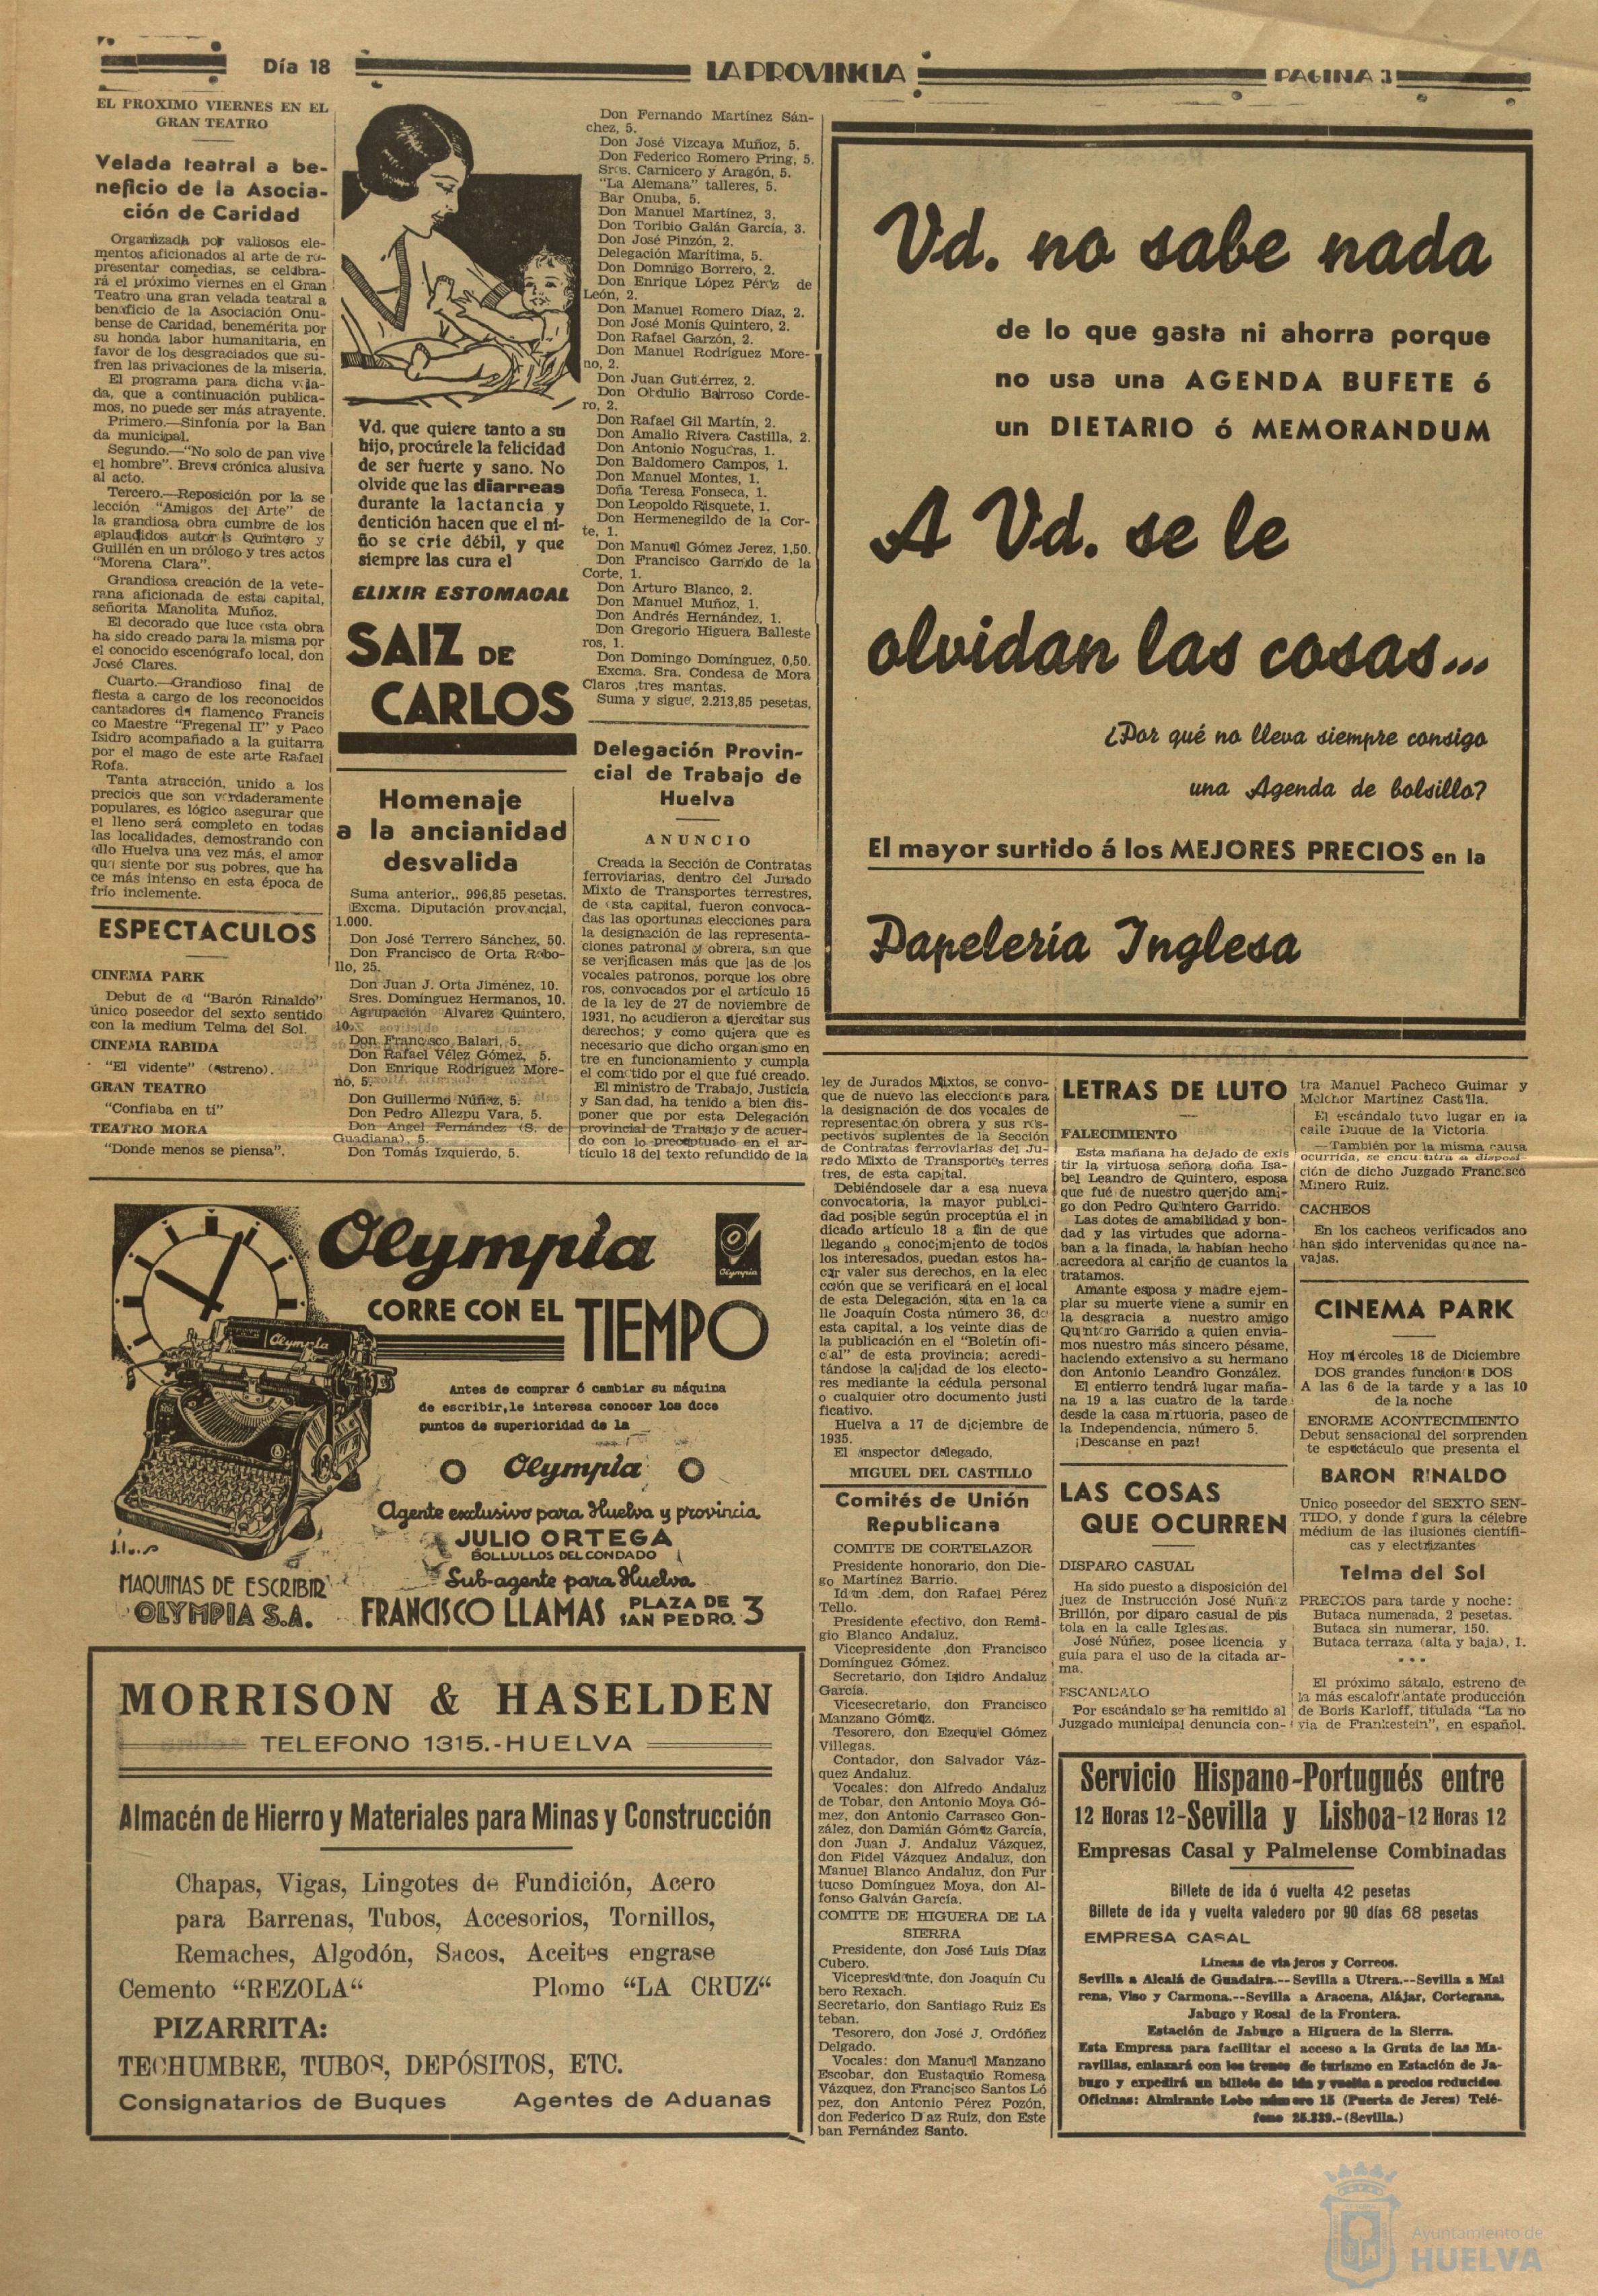 Día 18
LA PROVINCIA
PAGINA 3
EL PROXIMO VIERNES EN EL
GRAN TEATRO
Velada teatral a be-
neficio de la Asocia-
ción de Caridad
Organizada por valiosos ele-
mentos aficionados al arte de re-
presentar comedias, se celebra-
rá el próximo viernes en el Gran
Teatro una gran velada teatral a
beneficio de la Asociación Onu-
bense de Caridad, benemérita por
su honda labor humanitaria, en
favor de los desgraciados que su-
fren las privaciones de la miseria.
El programa para dicha vela-
da, que a continuación publica-
mos, no puede ser más atrayente.
Primero.—Sinfonía por la Ban
da municipal.
Segundo.—"No solo de pan vive
el hombre". Breve crónica alusiva
al acto.
Tercero.—Reposición por la se
lección "Amigos del Arte" de
la grandiosa obra cumbre de los
aplaudidos autores Quintero y
Guillén en un prólogo y tres actos
"Morena Clara".
Grandiosa creación de la vete-
rana aficionada de esta capital,
señorita Manolita Muñoz.
El decorado que luce esta obra
ha sido creado para la misma por
el conocido escenógrafo local, don
José Clares.
Cuarto.—Grandioso final de
fiesta a cargo de los reconocidos
cantadores de flamenco Francis
co Maestre "Fregenal II" y Paco
Isidro acompañado a la guitarra
por el mago de este arte Rafael
Rofa.
Tanta atracción, unido a los
precios que son verdaderamente
populares, es lógico asegurar que
el lleno será completo en todas
las localidades, demostrando con
ello Huelva una vez más, el amor
que siente por sus pobres, que ha
ce más intenso en esta época de
frío inclemente.
ESPECTACULOS
CINEMA PARK
Debut de el "Barón Rinaldo"
único poseedor del sexto sentido
con la medium Telma del Sol.
CINEMA RABIDA
"El vidente" (estreno).
GRAN TEATRO
"Confiaba en tí"
TEATRO MORA
"Donde menos se piensa".
Vd. que quiere tanto a su
hijo, procúrele la felicidad
de ser fuerte y sano. No
olvide que las diarreas
durante la lactancia y
dentición hacen que el ni-
ño se críe débil, y que
siempre las cura el
ELIXIR ESTOMACAL
SAIZ DE
CARLOS
Homenaje
a la ancianidad
desvalida
Suma anterior,, 996,85 pesetas.
Excma. Diputación provincial,
1.000.
Don José Terrero Sánchez, 50.
Don Francisco de Orta Rebo-
llo, 25.
Don Juan J. Orta Jiménez, 10.
Sres. Domínguez Hermanos, 10.
Agrupación Alvarez Quintero,
10.
Don Francisco Balari, 5.
Don Rafael Vélez Gómez, 5.
Don Enrique Rodríguez More-
no, 5.
Don Guillermo Núñez, 5.
Don Pedro Allezpu Vara, 5.
Don Angel Fernández (S. de
Guadiana), 5.
Don Tomás Izquierdo, 5.
Don Fernando Martínez Sán-
chez, 5.
Don José Vizcaya Muñoz, 5.
Don Federico Romero Pring, 5.
Sres. Carnicero y Aragón, 5.
"La Alemana" talleres, 5.
Bar Onuba, 5.
Don Manuel Martínez, 3.
Don Toribio Galán García, 3.
Don José Pinzón, 2.
Delegación Marítima, 5.
Don Domnigo Borrero, 2.
Don Enrique López Pérez de
León, 2.
Don Manuel Romero Díaz, 2.
Don José Monís Quintero, 2.
Don Rafael Garzón, 2.
Don Manuel Rodríguez More-
no, 2.
Don Juan Gutiérrez, 2.
Don Obdulio Barroso Corde-
ro, 2.
Don Rafael Gil Martín, 2.
Don Amalio Rivera Castilla, 2.
Don Antonio Nogueras, 1.
Don Baldomero Campos, 1.
Don Manuel Montes, 1.
Doña Teresa Fonseca, 1.
Don Leopoldo Rasquete, 1.
Don Hermenegildo de la Cor-
te, 1.
Don Manuel Gómez Jerez, 1,50.
Don Francisco Garrido de la
Corte, 1.
Don Arturo Blanco, 2.
Don Manuel Muñoz, 1.
Don Andrés Hernández, 1.
Don Gregorio Higuera Balleste
ros, 1.
Don Domingo Domínguez, 0,50.
Excma. Sra. Condesa de Mora
Claros ,tres mantas.
Suma y sigue, 2.213,85 pesetas,
Delegación Provin-
cial de Trabajo de
Huelva
ANUNCIO
Creada la Sección de Contratas
ferroviarias, dentro del Jurado
Mixto de Transportes terrestres,
de esta capital, fueron convoca-
das las oportunas elecciones para
la designación de las representa-
ciones patronal y obrera, sin que
se verificasen más que las de los
vocales patronos, porque los obre
ros, convocados por el artículo 15
de la ley de 27 de noviembre de
1931, no acudieron a ejercitar sus
derechos; y como quiera que es
necesario que dicho organismo en
tre en funcionamiento y cumpla
el cometido por el que fué creado.
El ministro de Trabajo, Justicia
y Sanidad, ha tenido a bien dis-
poner que por esta Delegación
provincial de Trabajo y de acuer-
do con lo preceptuado en el ar-
tículo 18 del texto refundido de la
Vd. no sabe nada
de lo que gasta ni ahorra porque
no usa una AGENDA BUFETE ó
un DIETARIO ó MEMORANDUM
A Vd. se le
olvidan las cosas...
¿Por qué no lleva siempre consigo
una Agenda de bolsillo?
El mayor surtido á los MEJORES PRECIOS en la
Papelería Inglesa
ley de Jurados Mixtos, se convo-
que de nuevo las elecciones para
la designación de dos vocales de
representación obrera y sus res-
pectivos suplentes de la Sección
de Contratas ferroviarias del Ju-
rado Mixto de Transportes terres
tres, de esta capital.
Debiéndosele dar a esa nueva
convocatoria, la mayor publici-
dad posible según proceptúa el in
dicado artículo 18 a fin de que
llegando a conocimiento de todos
los interesados, puedan estos ha-
cer valer sus derechos, en la elec
cción que se verificará en el local
de esta Delegación, sita en la ca
lle Joaquín Costa número 36, de
esta capital, a los veinte dias de
la publicación en el "Boletín ofi-
cial" de esta provincia; acredi-
tándose la calidad de los electo-
res mediante la cédula personal
o cualquier otro documento justi
ficativo.
Huelva a 17 de diciembre de
1935.
El inspector delegado,
MIGUEL DEL CASTILLO
Comités de Unión
Republicana
COMITE DE CORTELAZOR
Presidente honorario, don Die-
go Martínez Barrio.
Idem idem, don Rafael Pérez
Tello.
Presidente efectivo, don Remi-
gio Blanco Andaluz.
Vicepresidente ,don Francisco
Domínguez Gómez.
Secretario, don Isidro Andaluz
García.
Vicesecretario, don Francisco
Manzano Gómez.
Tesorero, don Ezequiel Gómez
Villegas.
Contador, don Salvador Váz-
quez Andaluz.
Vocales: don Alfredo Andaluz
de Tobar, don Antonio Moya Gó-
mez, don Antonio Carrasco Gon-
zález, don Damián Gómez García,
don Juan J. Andaluz Vázquez,
don Fidel Vázquez Andaluz, don
Manuel Blanco Andaluz, don Fur
tuoso Domínguez Moya, don Al-
fonso Galván García.
COMITE DE HIGUERA DE LA
SIERRA
Presidente, don José Luis Díaz
Cubero.
Vicepresidente, don Joaquín Cu
bero Rexach.
Secretario, don Santiago Ruiz Es
teban.
Tesorero, don José J. Ordóñez
Delgado.
Vocales: don Manuel Manzano
Escobar, don Eustaquio Romesa
Vázquez, don Francisco Santos Ló
pez, don Antonio Pérez Pozón,
don Federico Díaz Ruiz, don Este
ban Fernández Santo.
LETRAS DE LUTO
FALECIMIENTO
Esta mañana ha dejado de exis
tir la virtuosa señora doña Isa-
bel Leandro de Quintero, esposa
que fué de nuestro querido ami-
go don Pedro Quintero Garrido.
Las dotes de amabilidad y bon-
dad y las virtudes que adorna-
ban a la finada, la habían hecho
acreedora al cariño de cuantos la
tratamos.
Amante esposa y madre ejem-
plar su muerte viene a sumir en
la desgracia a nuestro amigo
Quintero Garrido a quien envia-
mos nuestro más sincero pésame,
haciendo extensivo a su hermano
don Antonio Leandro González.
El entierro tendrá lugar maña-
na 19 a las cuatro de la tarde
desde la casa mortuoria, paseo de
la Independencia, número 5.
¡Descanse en paz!
LAS COSAS
QUE OCURREN
DISPARO CASUAL
Ha sido puesto a disposición del
juez de Instrucción José Nuñez
Brillón, por diparo casual de pis
tola en la calle Iglesias.
José Núñez, posee licencia y
guía para el uso de la citada ar-
ma.
ESCANDALO
Por escándalo se ha remitido al
Juzgado municipal denuncia con-
tra Manuel Pacheco Guimar y
Melchor Martínez Castilla.
El escándalo tuvo lugar en la
calle Duque de la Victoria.
—También por la misma causa
ocurrida, se encuentra a disposi-
ción de dicho Juzgado Francisco
Minero Ruiz.
CACHEOS
En los cacheos verificados ano
han sido intervenidas quince na-
vajas.
CINEMA PARK
Hoy miércoles 18 de Diciembre
DOS grandes funciones DOS
A las 6 de la tarde y a las 10
de la noche
ENORME ACONTECIMIENTO
Debut sensacional del sorprenden
te espectáculo que presenta el
BARON RINALDO
Unico poseedor del SEXTO SEN-
TIDO, y donde figura la célebre
médium de las ilusiones científi-
cas y electrizantes
Telma del Sol
PRECIOS para tarde y noche:
Butaca numerada, 2 pesetas.
Butaca sin numerar, 150.
Butaca terraza (alta y baja), 1.
* * *
El próximo sábalo, estreno de
la más escalofriantate producción
de Boris Karloff, titulada "La no
via de Frankestein", en español.
Olympia
CORRE CON EL TIEMPO
Olympia
Olympia
Antes de comprar ó cambiar su máquina
de escribir,le interesa conocer los doce
puntos de superioridad de la
Olympia
Agente exclusivo para Huelva y provincia
JULIO ORTEGA
BOLLULLOS DEL CONDADO
Sub-agente para Huelva
FRANCISCO LLAMAS PLAZA DE SAN PEDRO. 3
MAQUINAS DE ESCRIBIR
OLYMPIA S.A.
MORRISON & HASELDEN
TELEFONO 1315.-HUELVA
Almacén de Hierro y Materiales para Minas y Construcción
Chapas, Vigas, Lingotes de Fundición, Acero
para Barrenas, Tubos, Accesorios, Tornillos,
Remaches, Algodón, Sacos, Aceites engrase
Cemento "REZOLA" Plomo "LA CRUZ"
PIZARRITA:
TECHUMBRE, TUBOS, DEPÓSITOS, ETC.
Consignatarios de Buques Agentes de Aduanas
Servicio Hispano-Portugués entre
12 Horas 12-Sevilla y Lisboa-12 Horas 12
Empresas Casal y Palmelense Combinadas
Billete de ida ó vuelta 42 pesetas
Billete de ida y vuelta valedero por 90 días 68 pesetas
EMPRESA CASAL
Líneas de viajeros y Correos.
Sevilla a Alcalá de Guadaira.--Sevilla a Utrera.--Sevilla a Mai
rena, Viso y Carmona.--Sevilla a Aracena, Alájar, Cortegana,
Jabugo y Rosal de la Frontera.
Estación de Jabugo a Higuera de la Sierra.
Esta Empresa para facilitar el acceso a la Gruta de las Ma-
ravillas, enlazará con los trenes de turismo en Estación de Ja-
bugo y expedirá un billete de ida y vuelta a precios reducidos.
Oficinas: Almirante Lobo número 15 (Puerta de Jerez) Telé-
fono 25.339.-(Sevilla.)
Ayuntamiento de
HUELVA